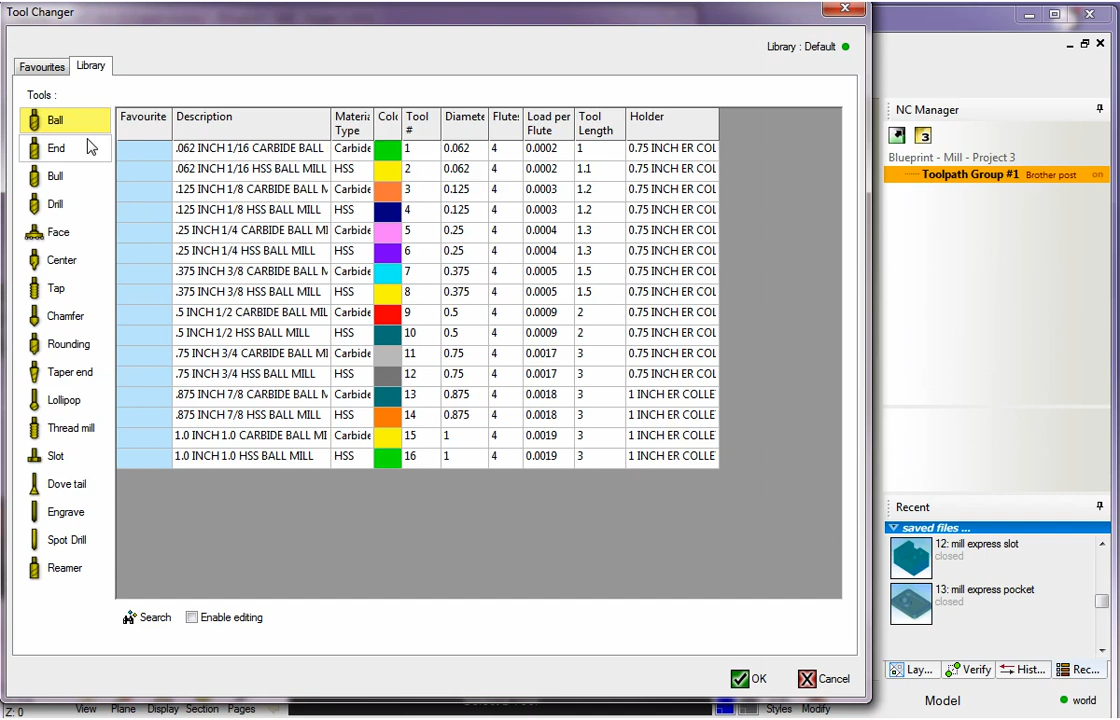 Tool Changer
Library : Default
Favourites
Library
Tools :
Ball
End
Bull
Drill
Face
Center
Tap
Chamfer
Rounding
Taper end
Lollipop
Thread mill
Slot
Dove tail
Engrave
Spot Drill
Reamer
Favourite Description Materia Type Colo Tool # Diamete Flutes Load per Flute Tool Length Holder
.062 INCH 1/16 CARBIDE BALL Carbide 1 0.062 4 0.0002 1 0.75 INCH ER COL
.062 INCH 1/16 HSS BALL MILL HSS 2 0.062 4 0.0002 1.1 0.75 INCH ER COL
.125 INCH 1/8 CARBIDE BALL M Carbide 3 0.125 4 0.0003 1.2 0.75 INCH ER COL
.125 INCH 1/8 HSS BALL MILL HSS 4 0.125 4 0.0003 1.2 0.75 INCH ER COL
.25 INCH 1/4 CARBIDE BALL MI Carbide 5 0.25 4 0.0004 1.3 0.75 INCH ER COL
.25 INCH 1/4 HSS BALL MILL HSS 6 0.25 4 0.0004 1.3 0.75 INCH ER COL
.375 INCH 3/8 CARBIDE BALL M Carbide 7 0.375 4 0.0005 1.5 0.75 INCH ER COL
.375 INCH 3/8 HSS BALL MILL HSS 8 0.375 4 0.0005 1.5 0.75 INCH ER COL
.5 INCH 1/2 CARBIDE BALL MIL Carbide 9 0.5 4 0.0009 2 0.75 INCH ER COL
.5 INCH 1/2 HSS BALL MILL HSS 10 0.5 4 0.0009 2 0.75 INCH ER COL
.75 INCH 3/4 CARBIDE BALL MI Carbide 11 0.75 4 0.0017 3 0.75 INCH ER COL
.75 INCH 3/4 HSS BALL MILL HSS 12 0.75 4 0.0017 3 0.75 INCH ER COL
.875 INCH 7/8 CARBIDE BALL M Carbide 13 0.875 4 0.0018 3 1 INCH ER COLLE
.875 INCH 7/8 HSS BALL MILL HSS 14 0.875 4 0.0018 3 1 INCH ER COLLE
1.0 INCH 1.0 CARBIDE BALL MI Carbide 15 1 4 0.0019 3 1 INCH ER COLLE
1.0 INCH 1.0 HSS BALL MILL HSS 16 1 4 0.0019 3 1 INCH ER COLLE
Search
Enable editing
OK
Cancel
NC Manager
3
Blueprint - Mill - Project 3
Toolpath Group #1 Brother post on
Recent
saved files ...
12: mill express slot
closed
13: mill express pocket
closed
Lay... Verify Hist... Rec...
Model world
Z: 0 View Plane Display Section Pages Styles Modify